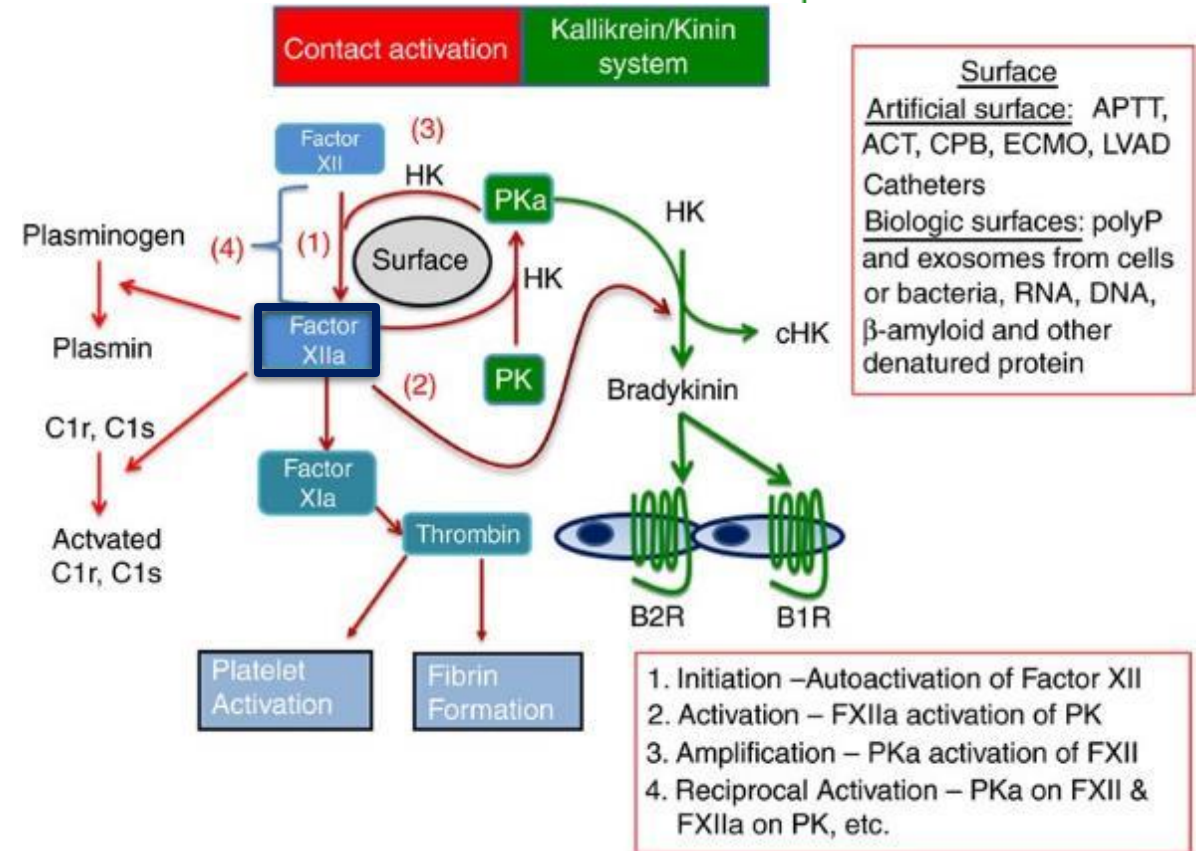 Contact activation
Kallikrein/Kinin
system
Surface
Artificial surface: APTT,
ACT, CPB, ECMO, LVAD
Catheters
Biologic surfaces: polyP
and exosomes from cells
or bacteria, RNA, DNA,
β-amyloid and other
denatured protein
Factor
XII
(3)
HK
PKa
HK
Plasminogen
(4)
(1)
Surface
HK
Plasmin
Factor
XIIa
cHK
(2)
PK
Bradykinin
C1r, C1s
Factor
XIa
Thrombin
Actvated
C1r, C1s
B2R
B1R
Platelet
Activation
Fibrin
Formation
1. Initiation –Autoactivation of Factor XII
2. Activation – FXIIa activation of PK
3. Amplification – PKa activation of FXII
4. Reciprocal Activation – PKa on FXII &
FXIIa on PK, etc.